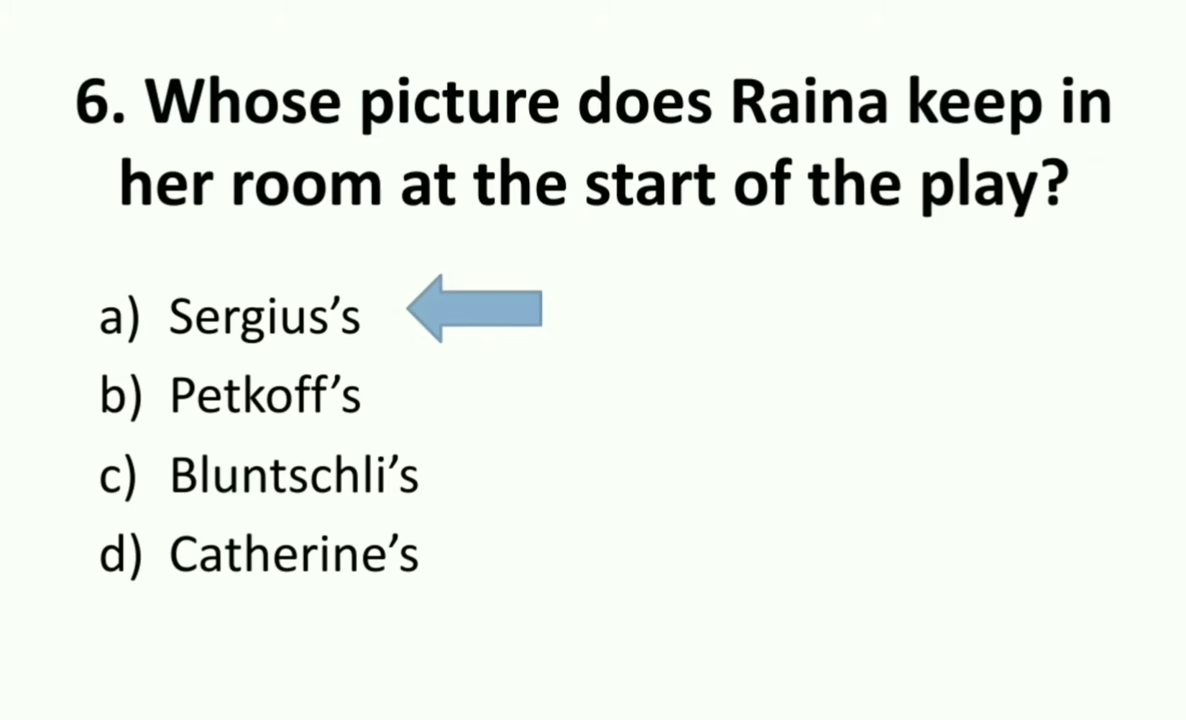 6. Whose picture does Raina keep in
her room at the start of the play?
a) Sergius’s
b) Petkoff’s
c) Bluntschli’s
d) Catherine’s